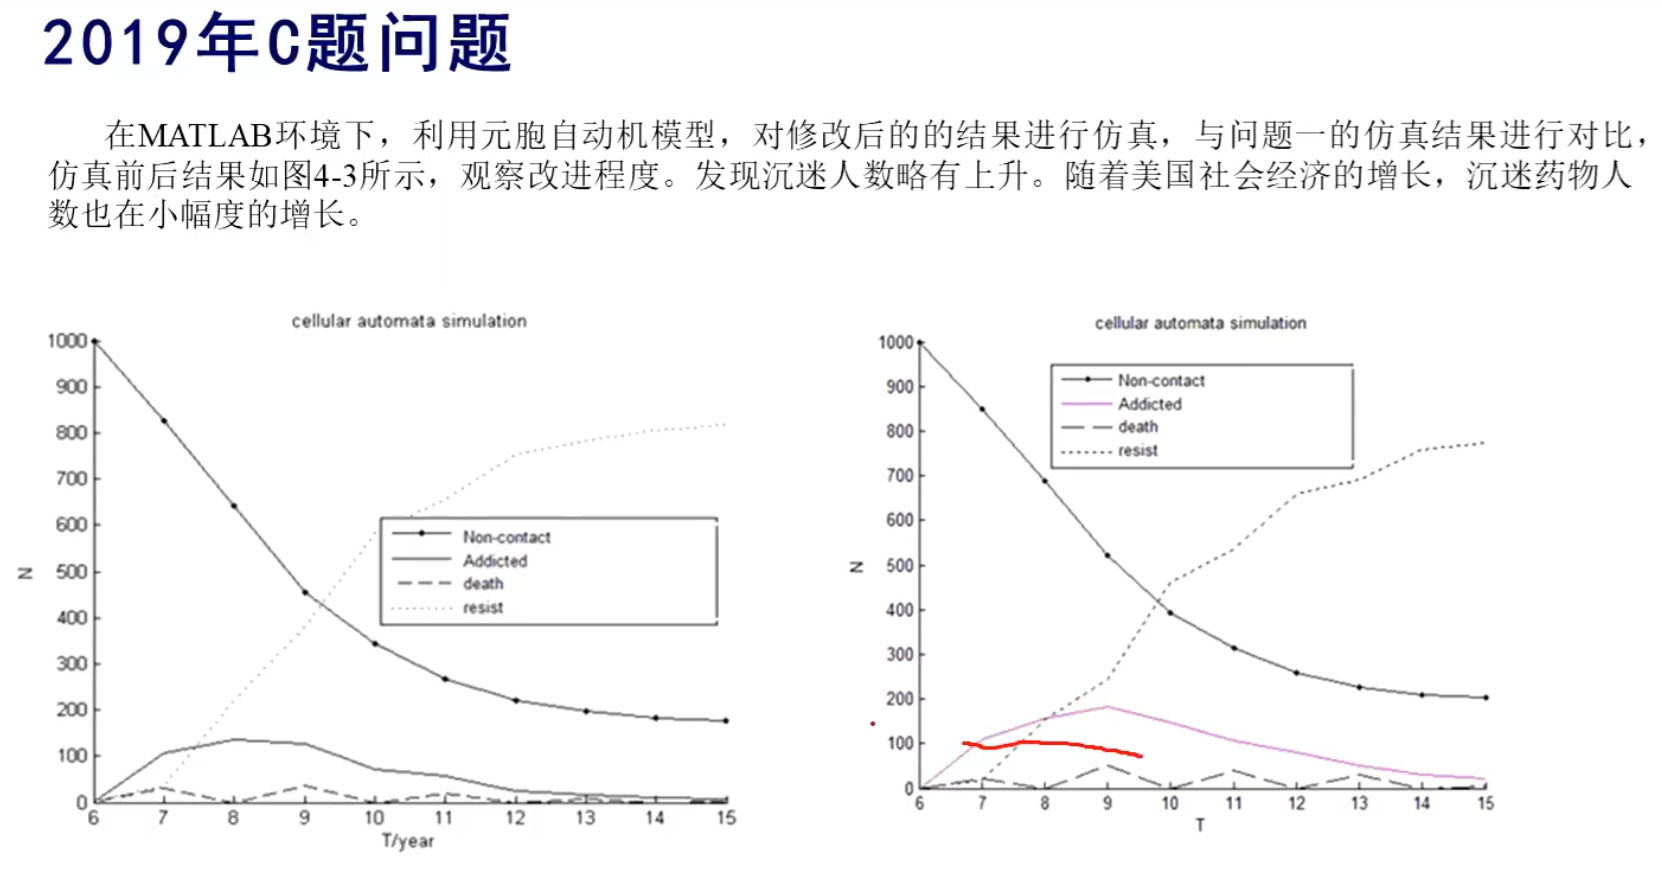 2019年C题问题
在MATLAB环境下，利用元胞自动机模型，对修改后的的结果进行仿真，与问题一的仿真结果进行对比，
仿真前后结果如图4-3所示，观察改进程度。发现沉迷人数略有上升。随着美国社会经济的增长，沉迷药物人
数也在小幅度的增长。
cellular automata simulation
1000
900
800
700
600
500
400
300
200
100
0
N
Non-contact
Addicted
death
resist
6 7 8 9 10 11 12 13 14 15
T/year
cellular automata simulation
1000
900
800
700
600
500
400
300
200
100
0
N
Non-contact
Addicted
death
resist
6 7 8 9 10 11 12 13 14 15
T